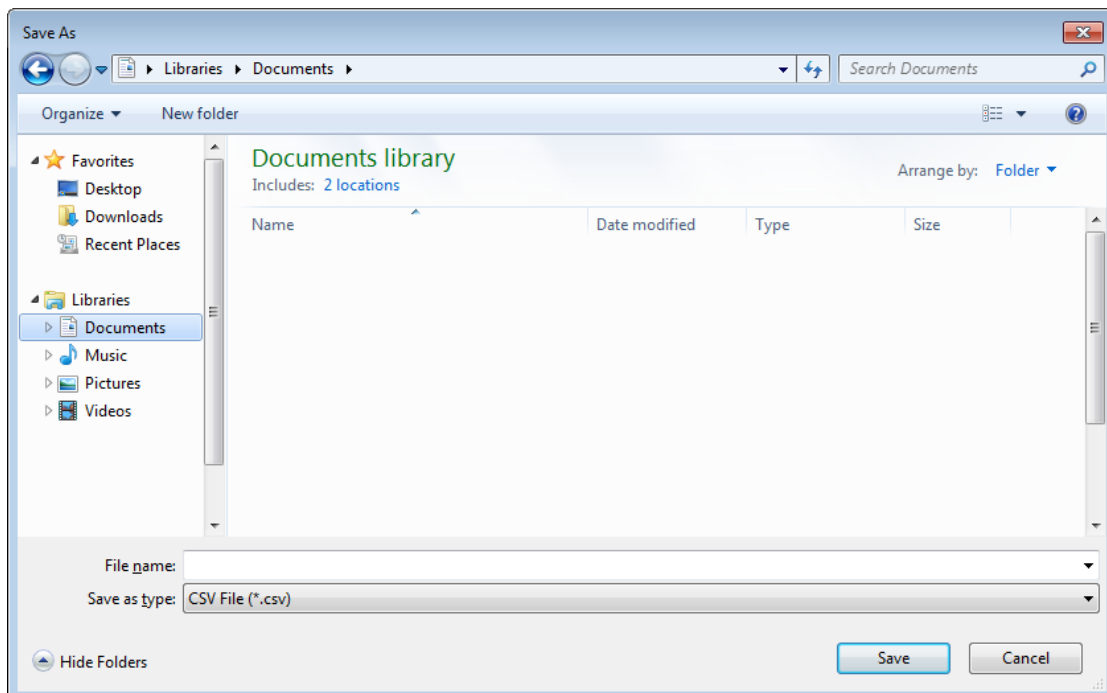 Save As
Libraries Documents
Search Documents
Organize New folder
Favorites
Desktop
Downloads
Recent Places
Libraries
Documents
Music
Pictures
Videos
Documents library
Includes: 2 locations
Arrange by: Folder
Name Date modified Type Size
File name:
Save as type: CSV File (*.csv)
Hide Folders
Save Cancel